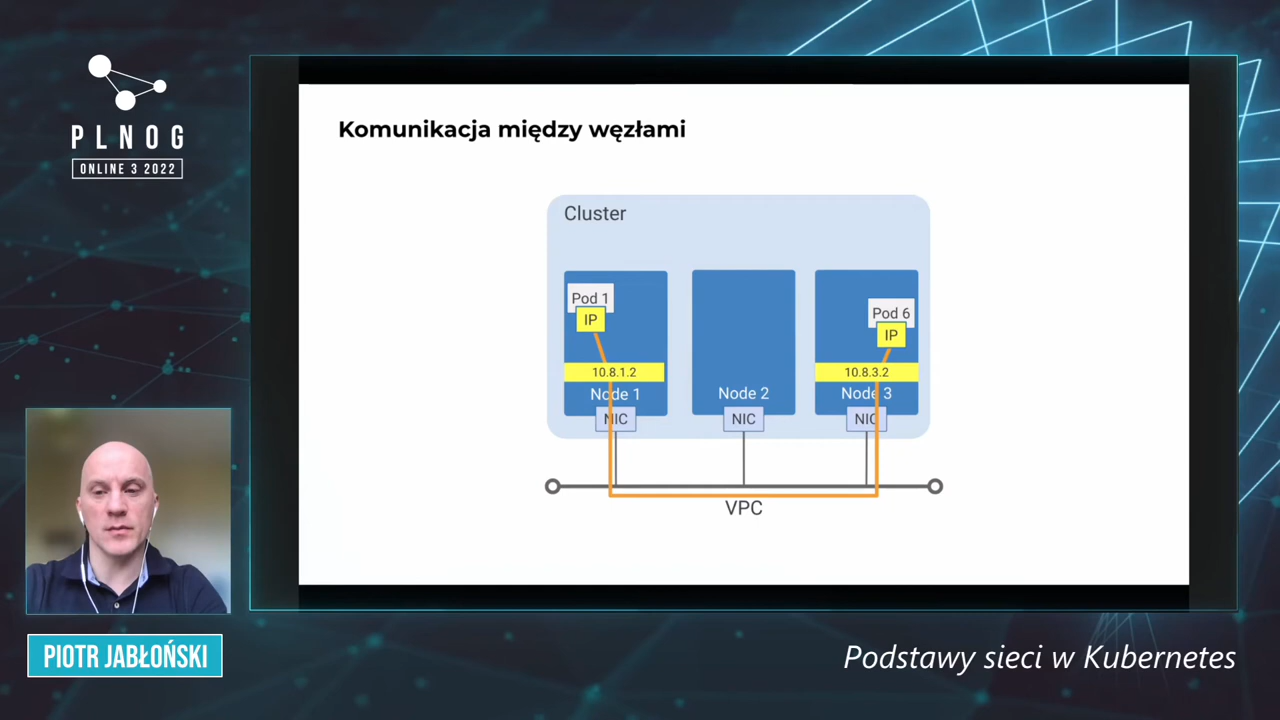 PLNOG
ONLINE 3 2022
Komunikacja między węzłami
Cluster
Pod 1
IP
10.8.1.2
Node 1
NIC
Node 2
NIC
Pod 6
IP
10.8.3.2
Node 3
NIC
VPC
PIOTR JABŁOŃSKI
Podstawy sieci w Kubernetes